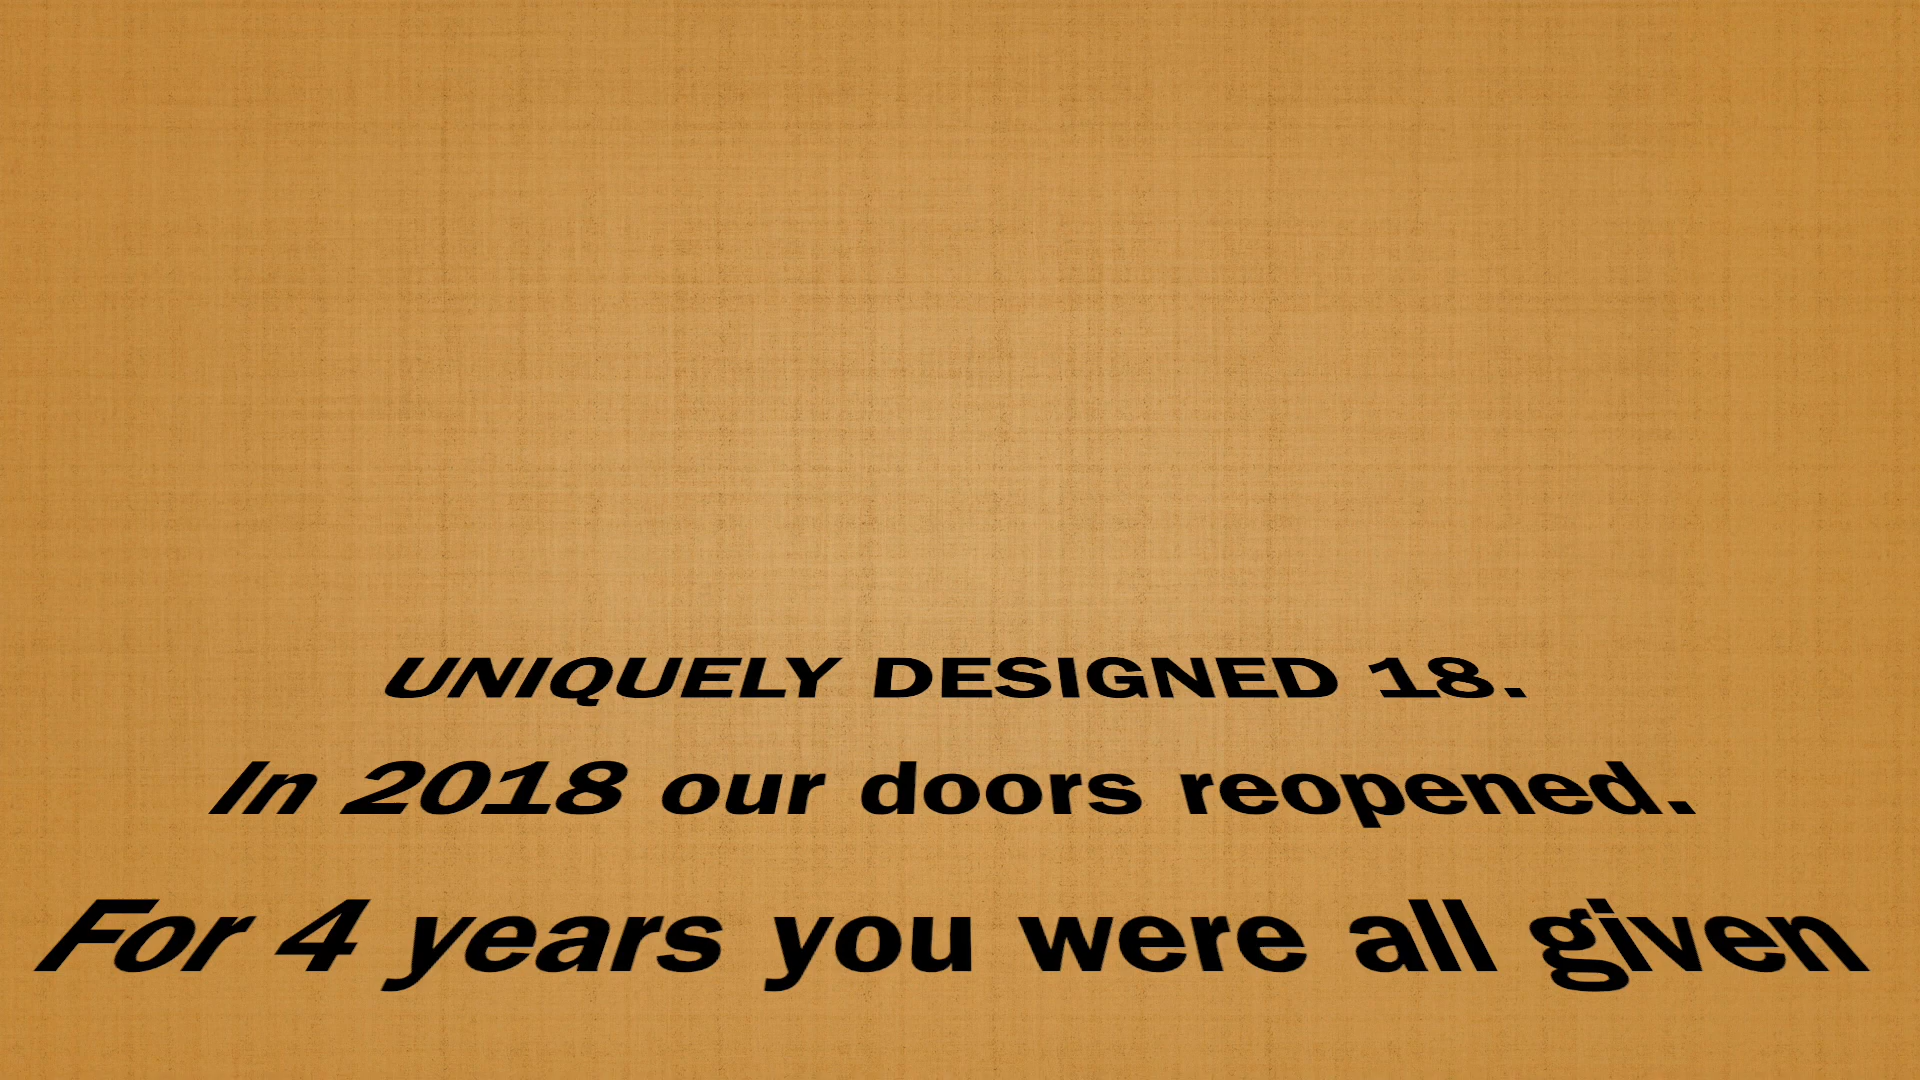 UNIQUELY DESIGNED 18.
In 2018 our doors reopened.
For 4 years you were all given